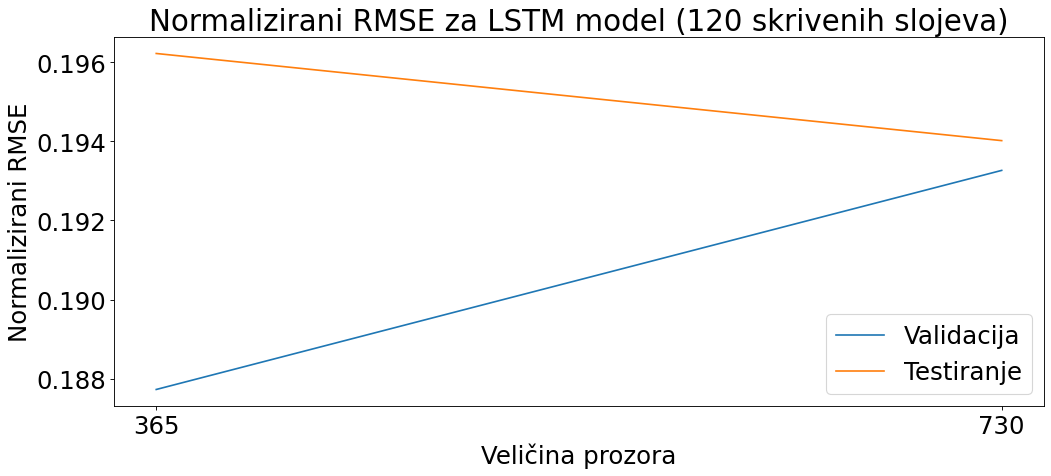 Normalizirani RMSE za LSTM model (120 skrivenih slojeva)
Normalizirani RMSE
0.196
0.194
0.192
0.190
0.188
Validacija
Testiranje
365
730
Veličina prozora